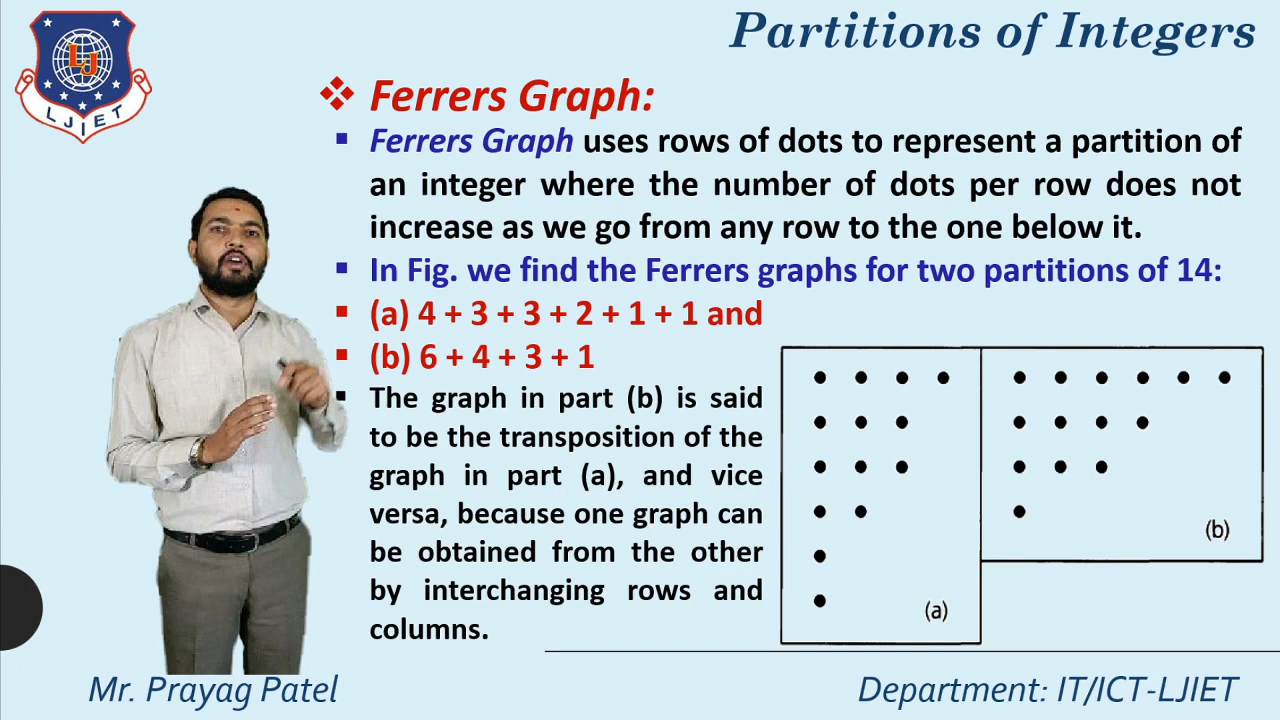 Partitions of Integers
LJIET
LJ
Ferrers Graph:
Ferrers Graph uses rows of dots to represent a partition of
an integer where the number of dots per row does not
increase as we go from any row to the one below it.
In Fig. we find the Ferrers graphs for two partitions of 14:
(a) 4 + 3 + 3 + 2 + 1 + 1 and
(b) 6 + 4 + 3 + 1
The graph in part (b) is said
to be the transposition of the
graph in part (a), and vice
versa, because one graph can
be obtained from the other
by interchanging rows and
columns.
(a)
(b)
Mr. Prayag Patel
Department: IT/ICT-LJIET